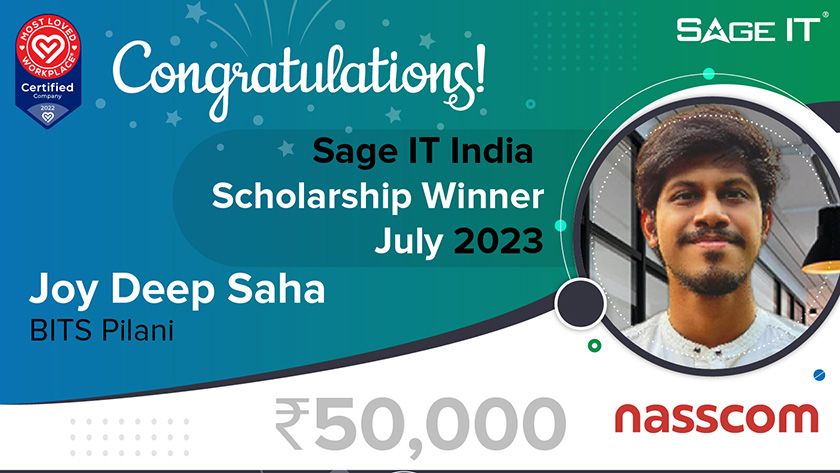 MOST LOVED
WORKPLACE
Certified
Company
2022
Congratulations!
SAGE IT®
Sage IT India
Scholarship Winner
July 2023
Joy Deep Saha
BITS Pilani
₹50,000
nasscom